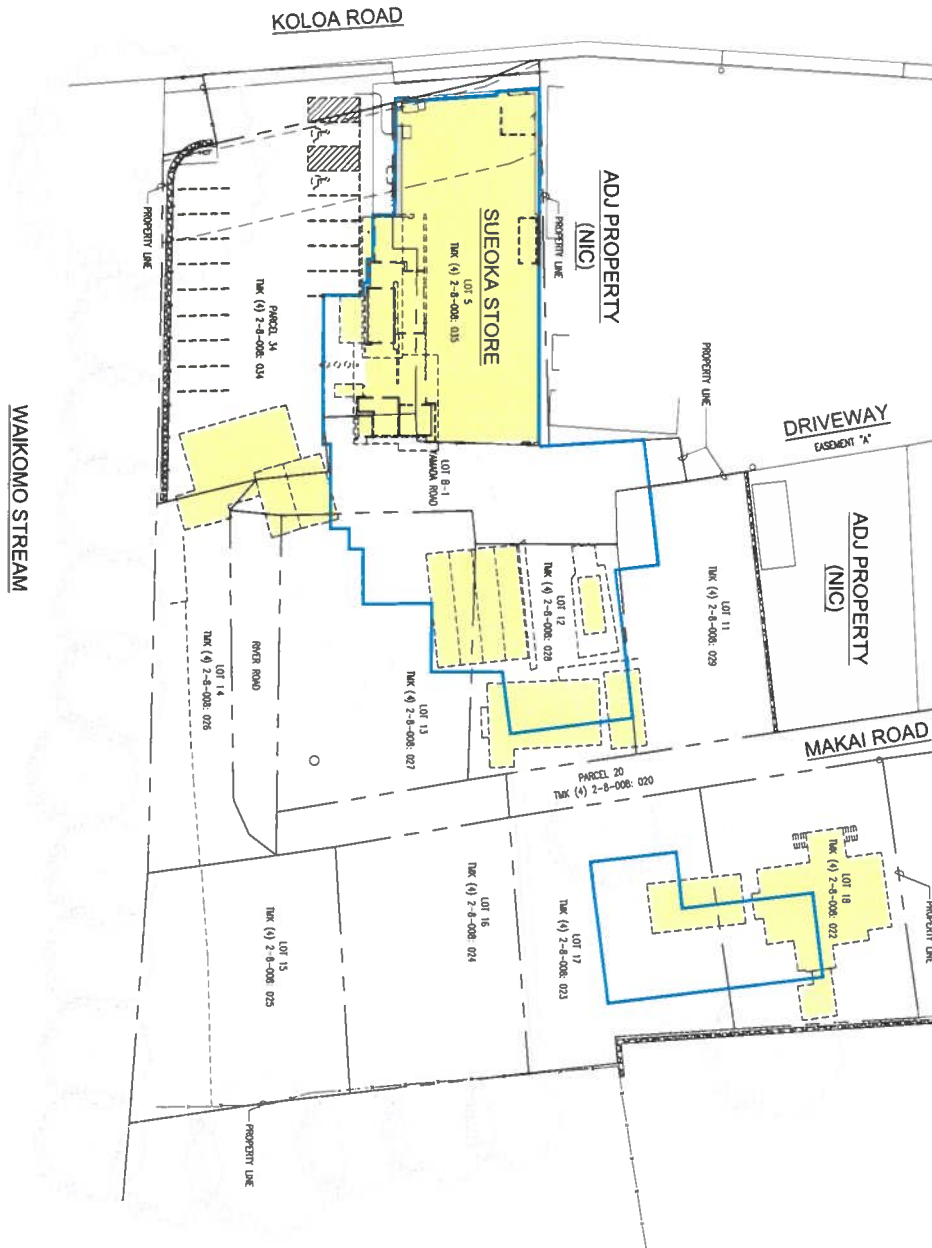 KOLOA ROAD
ADJ PROPERTY
(NIC)
PROPERTY LINE
SUEOKA STORE
LOT 5
TMK (4) 2-8-008: 035
PROPERTY LINE
PARCEL 34
TMK (4) 2-8-008: 034
PROPERTY LINE
DRIVEWAY
EASEMENT "A"
WAIKOMO STREAM
LOT B-1
YAMADA ROAD
ADJ PROPERTY
(NIC)
LOT 11
TMK (4) 2-8-008: 029
LOT 12
TMK (4) 2-8-008: 028
LOT 13
TMK (4) 2-8-008: 027
RIVER ROAD
LOT 14
TMK (4) 2-8-008: 026
MAKAI ROAD
PARCEL 20
TMK (4) 2-8-008: 020
LOT 18
TMK (4) 2-8-008: 022
PROPERTY LINE
LOT 17
TMK (4) 2-8-008: 023
LOT 16
TMK (4) 2-8-008: 024
LOT 15
TMK (4) 2-8-008: 025
PROPERTY LINE